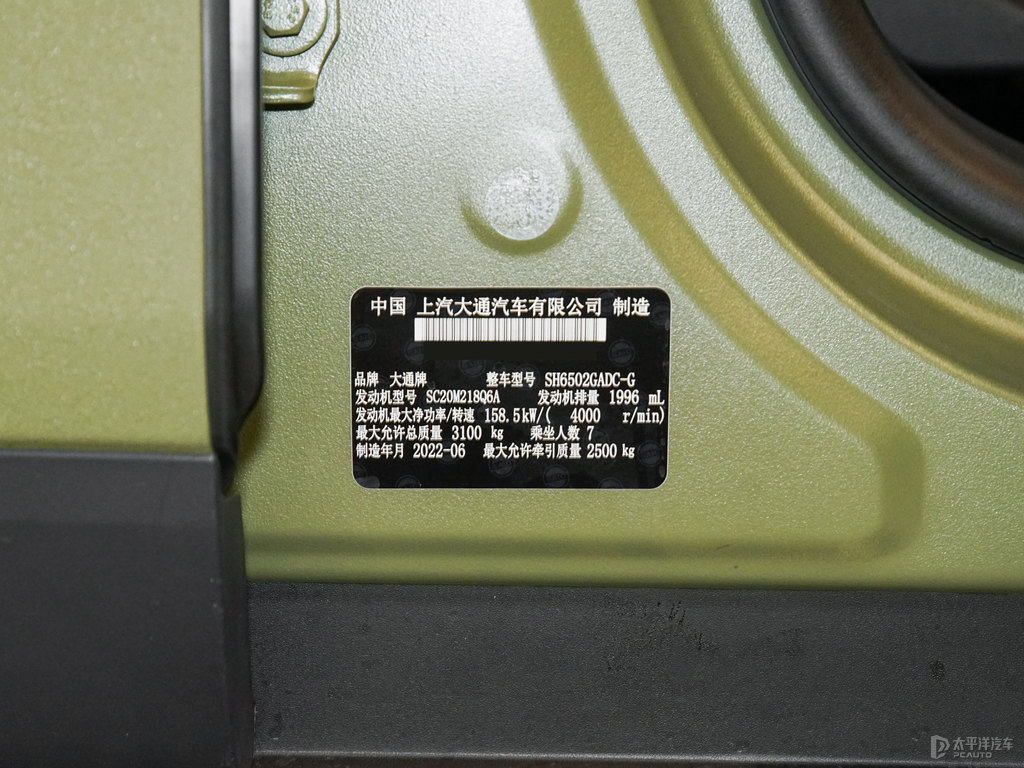 中国 上汽大通汽车有限公司 制造
品牌 大通牌 整车型号 SH6502GADC-G
发动机型号 SC20M218Q6A 发动机排量 1996 mL
发动机最大净功率/转速 158.5kW/( 4000 r/min)
最大允许总质量 3100 kg 乘坐人数 7
制造年月 2022-06 最大允许牵引质量 2500 kg
太平洋汽车
PCAUTO